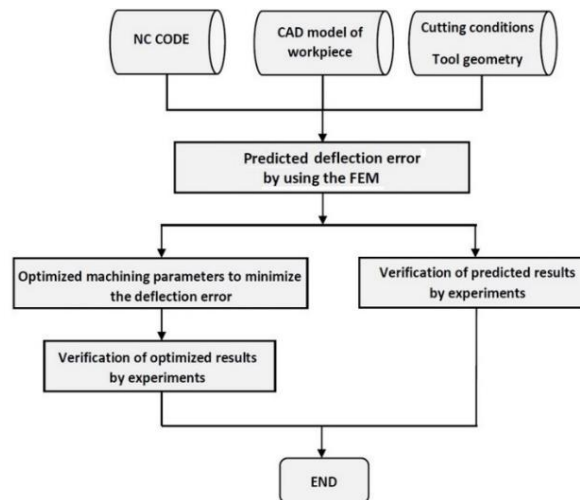 NC CODE
CAD model of
workpiece
Cutting conditions
Tool geometry
Predicted deflection error
by using the FEM
Optimized machining parameters to minimize
the deflection error
Verification of predicted results
by experiments
Verification of optimized results
by experiments
END